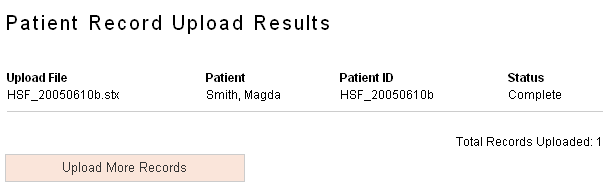 Patient Record Upload Results
Upload File Patient Patient ID Status
HSF_20050610b.stx Smith, Magda HSF_20050610b Complete
Total Records Uploaded: 1
Upload More Records